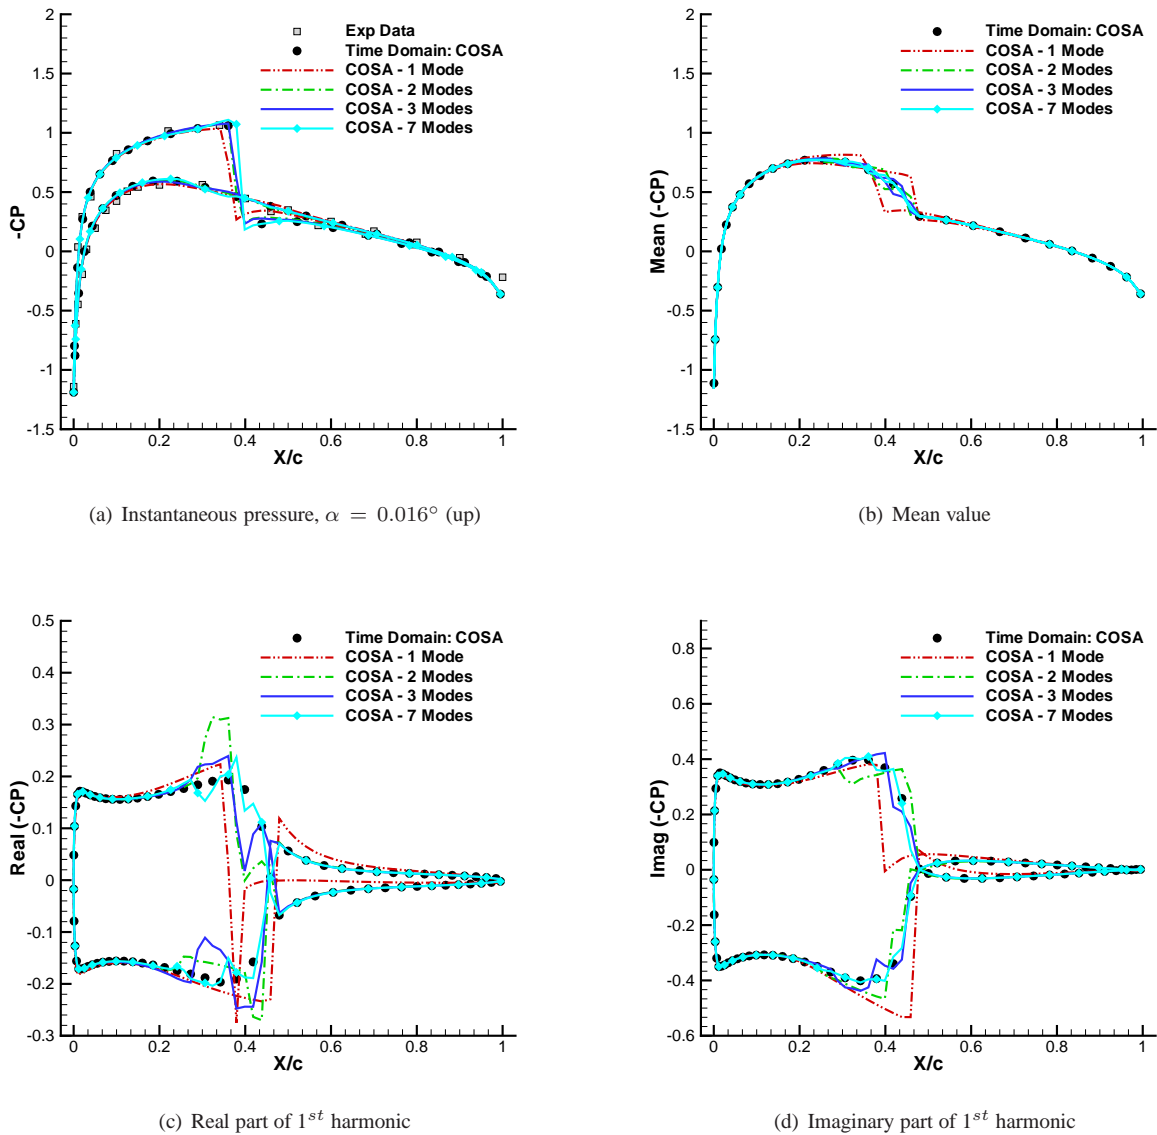 2
1.5
1
0.5
0
-0.5
-1
-1.5
-CP
0
0.2
0.4
0.6
0.8
1
X/c
Exp Data
Time Domain: COSA
COSA - 1 Mode
COSA - 2 Modes
COSA - 3 Modes
COSA - 7 Modes
(a) Instantaneous pressure, α = 0.016° (up)
2
1.5
1
0.5
0
-0.5
-1
-1.5
Mean (-CP)
0
0.2
0.4
0.6
0.8
1
X/c
Time Domain: COSA
COSA - 1 Mode
COSA - 2 Modes
COSA - 3 Modes
COSA - 7 Modes
(b) Mean value
0.5
0.4
0.3
0.2
0.1
0
-0.1
-0.2
-0.3
Real (-CP)
0
0.2
0.4
0.6
0.8
1
X/c
Time Domain: COSA
COSA - 1 Mode
COSA - 2 Modes
COSA - 3 Modes
COSA - 7 Modes
(c) Real part of 1st harmonic
0.8
0.6
0.4
0.2
0
-0.2
-0.4
-0.6
Imag (-CP)
0
0.2
0.4
0.6
0.8
1
X/c
Time Domain: COSA
COSA - 1 Mode
COSA - 2 Modes
COSA - 3 Modes
COSA - 7 Modes
(d) Imaginary part of 1st harmonic